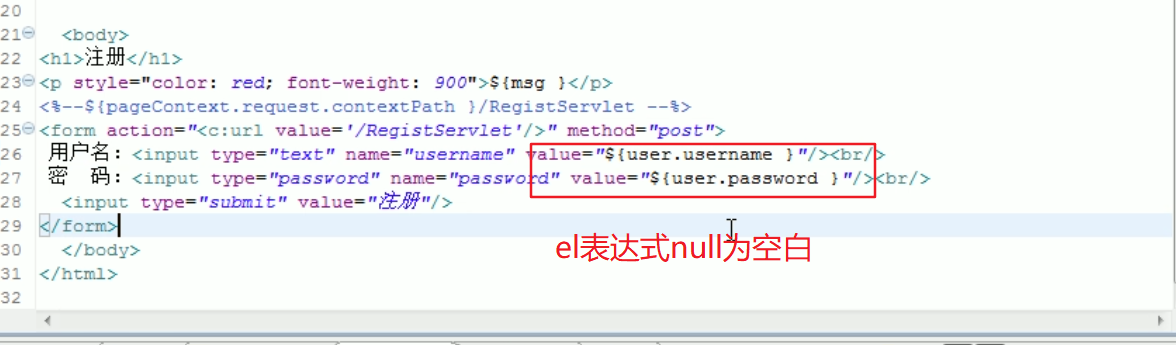 20
21 <body>
22 <h1>注册</h1>
23 <p style="color: red; font-weight: 900">${msg }</p>
24 <%--${pageContext.request.contextPath }/RegistServlet --%>
25 <form action="<c:url value='/RegistServlet'/>" method="post">
26 用户名：<input type="text" name="username" value="${user.username }"/><br/>
27 密　码：<input type="password" name="password" value="${user.password }"/><br/>
28 <input type="submit" value="注册"/>
29 </form>
el表达式null为空白
30 </body>
31 </html>
32